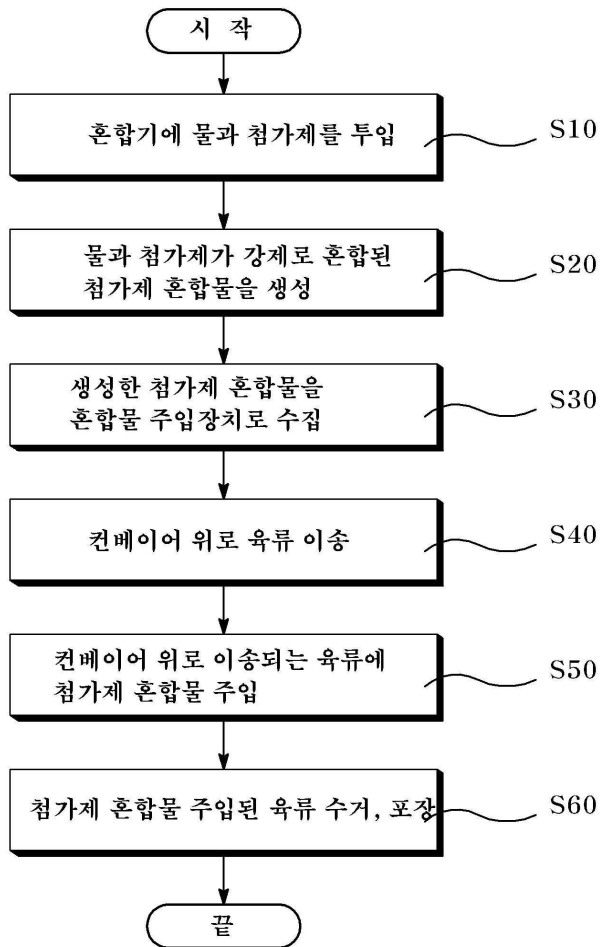 시 작
혼합기에 물과 첨가제를 투입
S10
물과 첨가제가 강제로 혼합된
첨가제 혼합물을 생성
S20
생성한 첨가제 혼합물을
혼합물 주입장치로 수집
S30
컨베이어 위로 육류 이송
S40
컨베이어 위로 이송되는 육류에
첨가제 혼합물 주입
S50
첨가제 혼합물 주입된 육류 수거, 포장
S60
끝